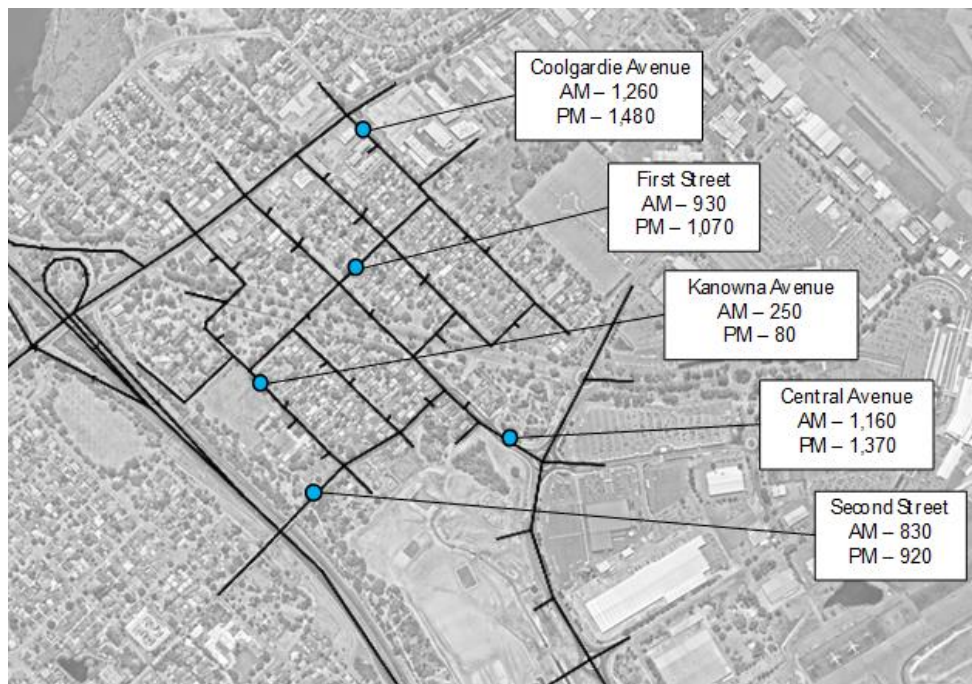 Coolgardie Avenue
AM – 1,260
PM – 1,480
First Street
AM – 930
PM – 1,070
Kanowna Avenue
AM – 250
PM – 80
Central Avenue
AM – 1,160
PM – 1,370
Second Street
AM – 830
PM – 920